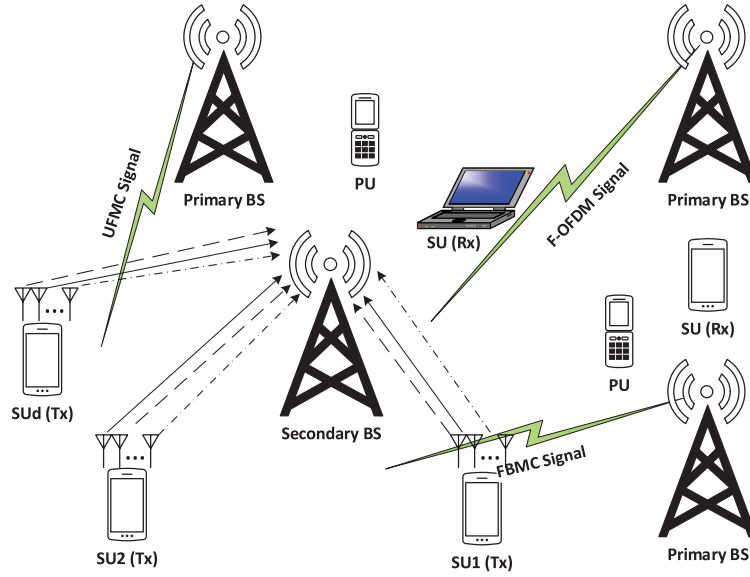 UFMC Signal
Primary BS
PU
SU (Rx)
F-OFDM Signal
Primary BS
SU (Rx)
PU
SUd (Tx)
Secondary BS
FBMC Signal
SU2 (Tx)
SU1 (Tx)
Primary BS